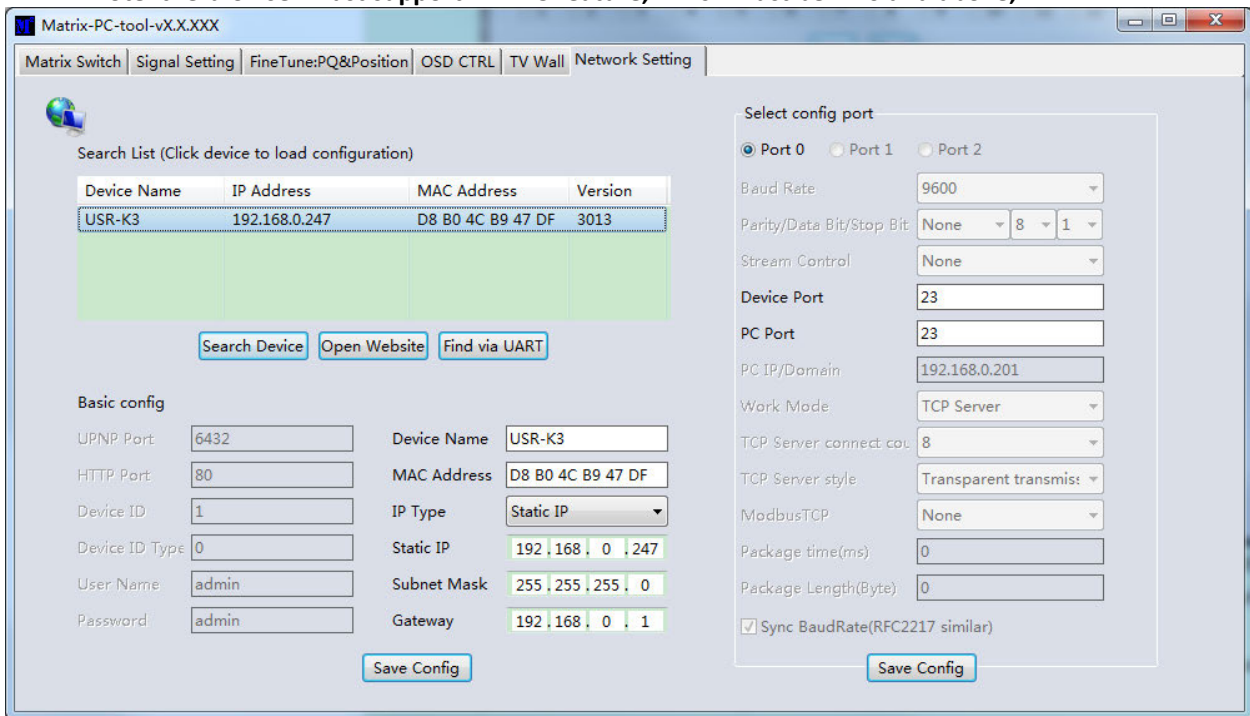 Matrix-PC-tool-vX.X.XXX
Matrix Switch Signal Setting FineTune:PQ&Position OSD CTRL TV Wall Network Setting
Search List (Click device to load configuration)
Device Name IP Address MAC Address Version
USR-K3 192.168.0.247 D8 B0 4C B9 47 DF 3013
Search Device Open Website Find via UART
Basic config
UPNP Port 6432 Device Name USR-K3
HTTP Port 80 MAC Address D8 B0 4C B9 47 DF
Device ID 1 IP Type Static IP
Device ID Type 0 Static IP 192 . 168 . 0 . 247
User Name admin Subnet Mask 255 . 255 . 255 . 0
Password admin Gateway 192 . 168 . 0 . 1
Save Config
Select config port
Port 0 Port 1 Port 2
Baud Rate 9600
Parity/Data Bit/Stop Bit None 8 1
Stream Control None
Device Port 23
PC Port 23
PC IP/Domain 192.168.0.201
Work Mode TCP Server
TCP Server connect cou 8
TCP Server style Transparent transmiss
ModbusTCP None
Package time(ms) 0
Package Length(Byte) 0
Sync BaudRate(RFC2217 similar)
Save Config